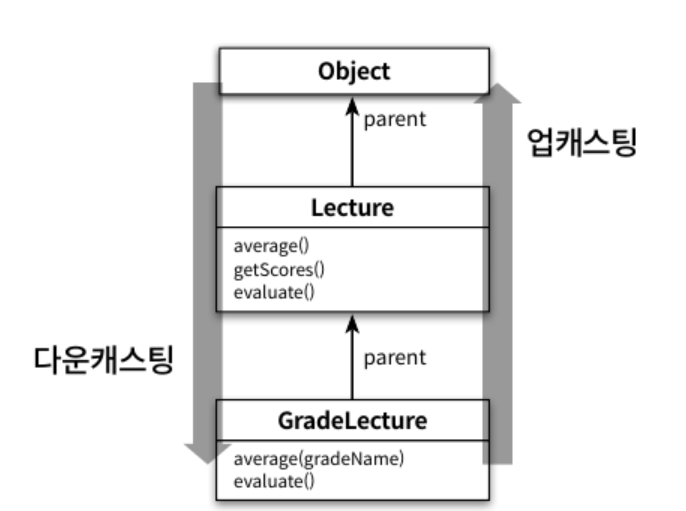 Object
parent
업캐스팅
Lecture
average()
getScores()
evaluate()
다운캐스팅
parent
GradeLecture
average(gradeName)
evaluate()